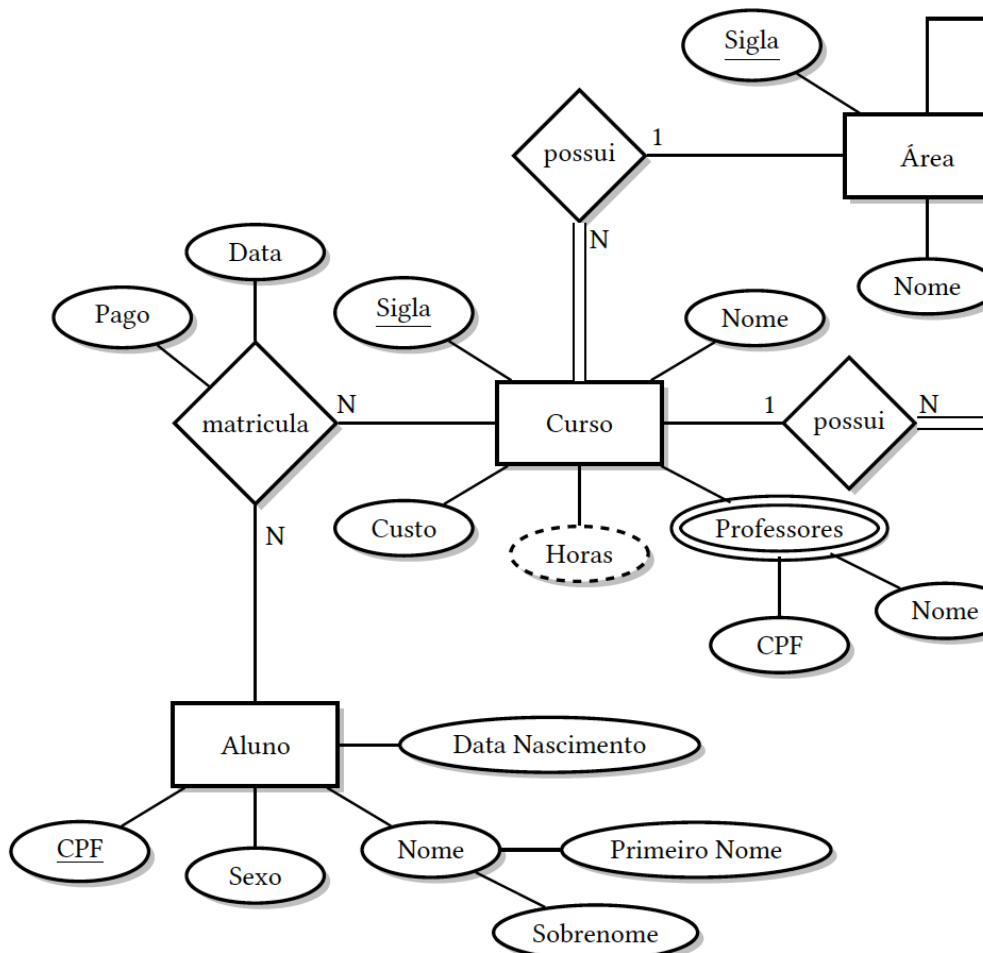 Sigla
possui
1
Área
N
Data
Nome
Sigla
Nome
Pago
matricula
N
Curso
1
possui
N
N
Custo
Horas
Professores
CPF
Nome
Aluno
Data Nascimento
CPF
Sexo
Nome
Primeiro Nome
Sobrenome